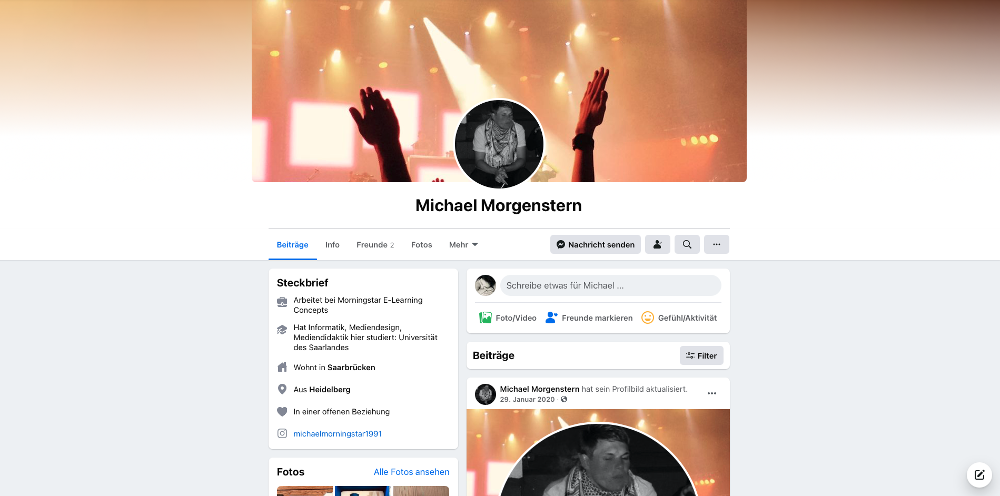 Michael Morgenstern
Beiträge
Info
Freunde 2
Fotos
Mehr
Nachricht senden
Steckbrief
Arbeitet bei Morningstar E-Learning
Concepts
Hat Informatik, Mediendesign,
Mediendidaktik hier studiert: Universität
des Saarlandes
Wohnt in Saarbrücken
Aus Heidelberg
In einer offenen Beziehung
michaelmorningstar1991
Fotos
Alle Fotos ansehen
Schreibe etwas für Michael ...
Foto/Video
Freunde markieren
Gefühl/Aktivität
Beiträge
Filter
Michael Morgenstern hat sein Profilbild aktualisiert.
29. Januar 2020 ·